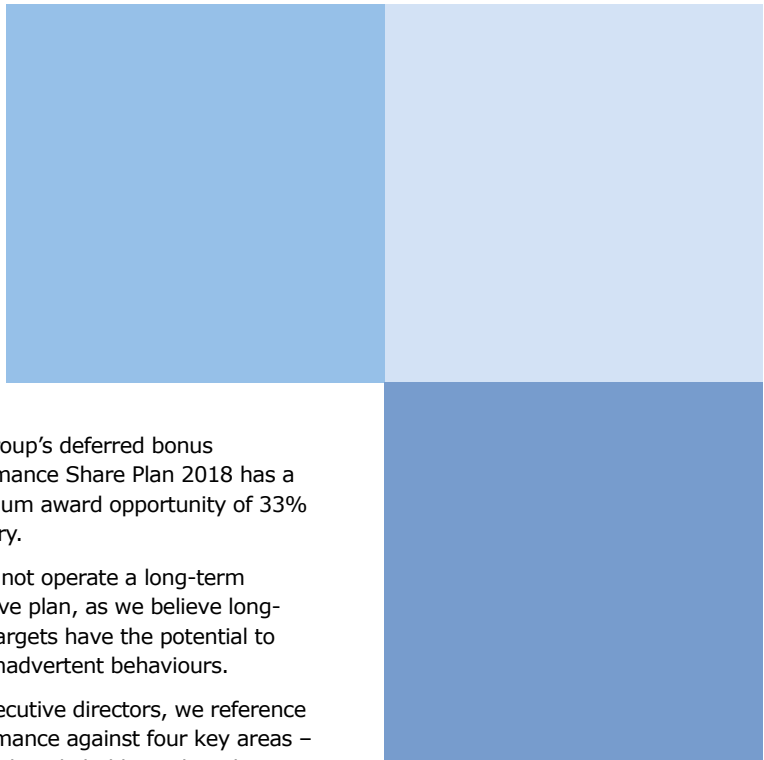 roup's deferred bonus
mance Share Plan 2018 has a
um award opportunity of 33%
ry.
not operate a long-term
ve plan, as we believe long-
argets have the potential to
nadvertent behaviours.
ecutive directors, we reference
mance against four key areas –